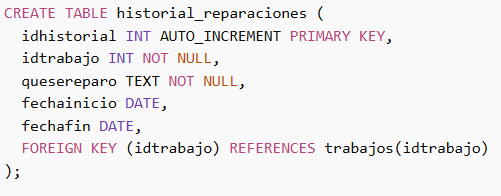 CREATE TABLE historial_reparaciones (
idhistorial INT AUTO_INCREMENT PRIMARY KEY,
idtrabajo INT NOT NULL,
quesereparo TEXT NOT NULL,
fechainicio DATE,
fechafin DATE,
FOREIGN KEY (idtrabajo) REFERENCES trabajos(idtrabajo)
);